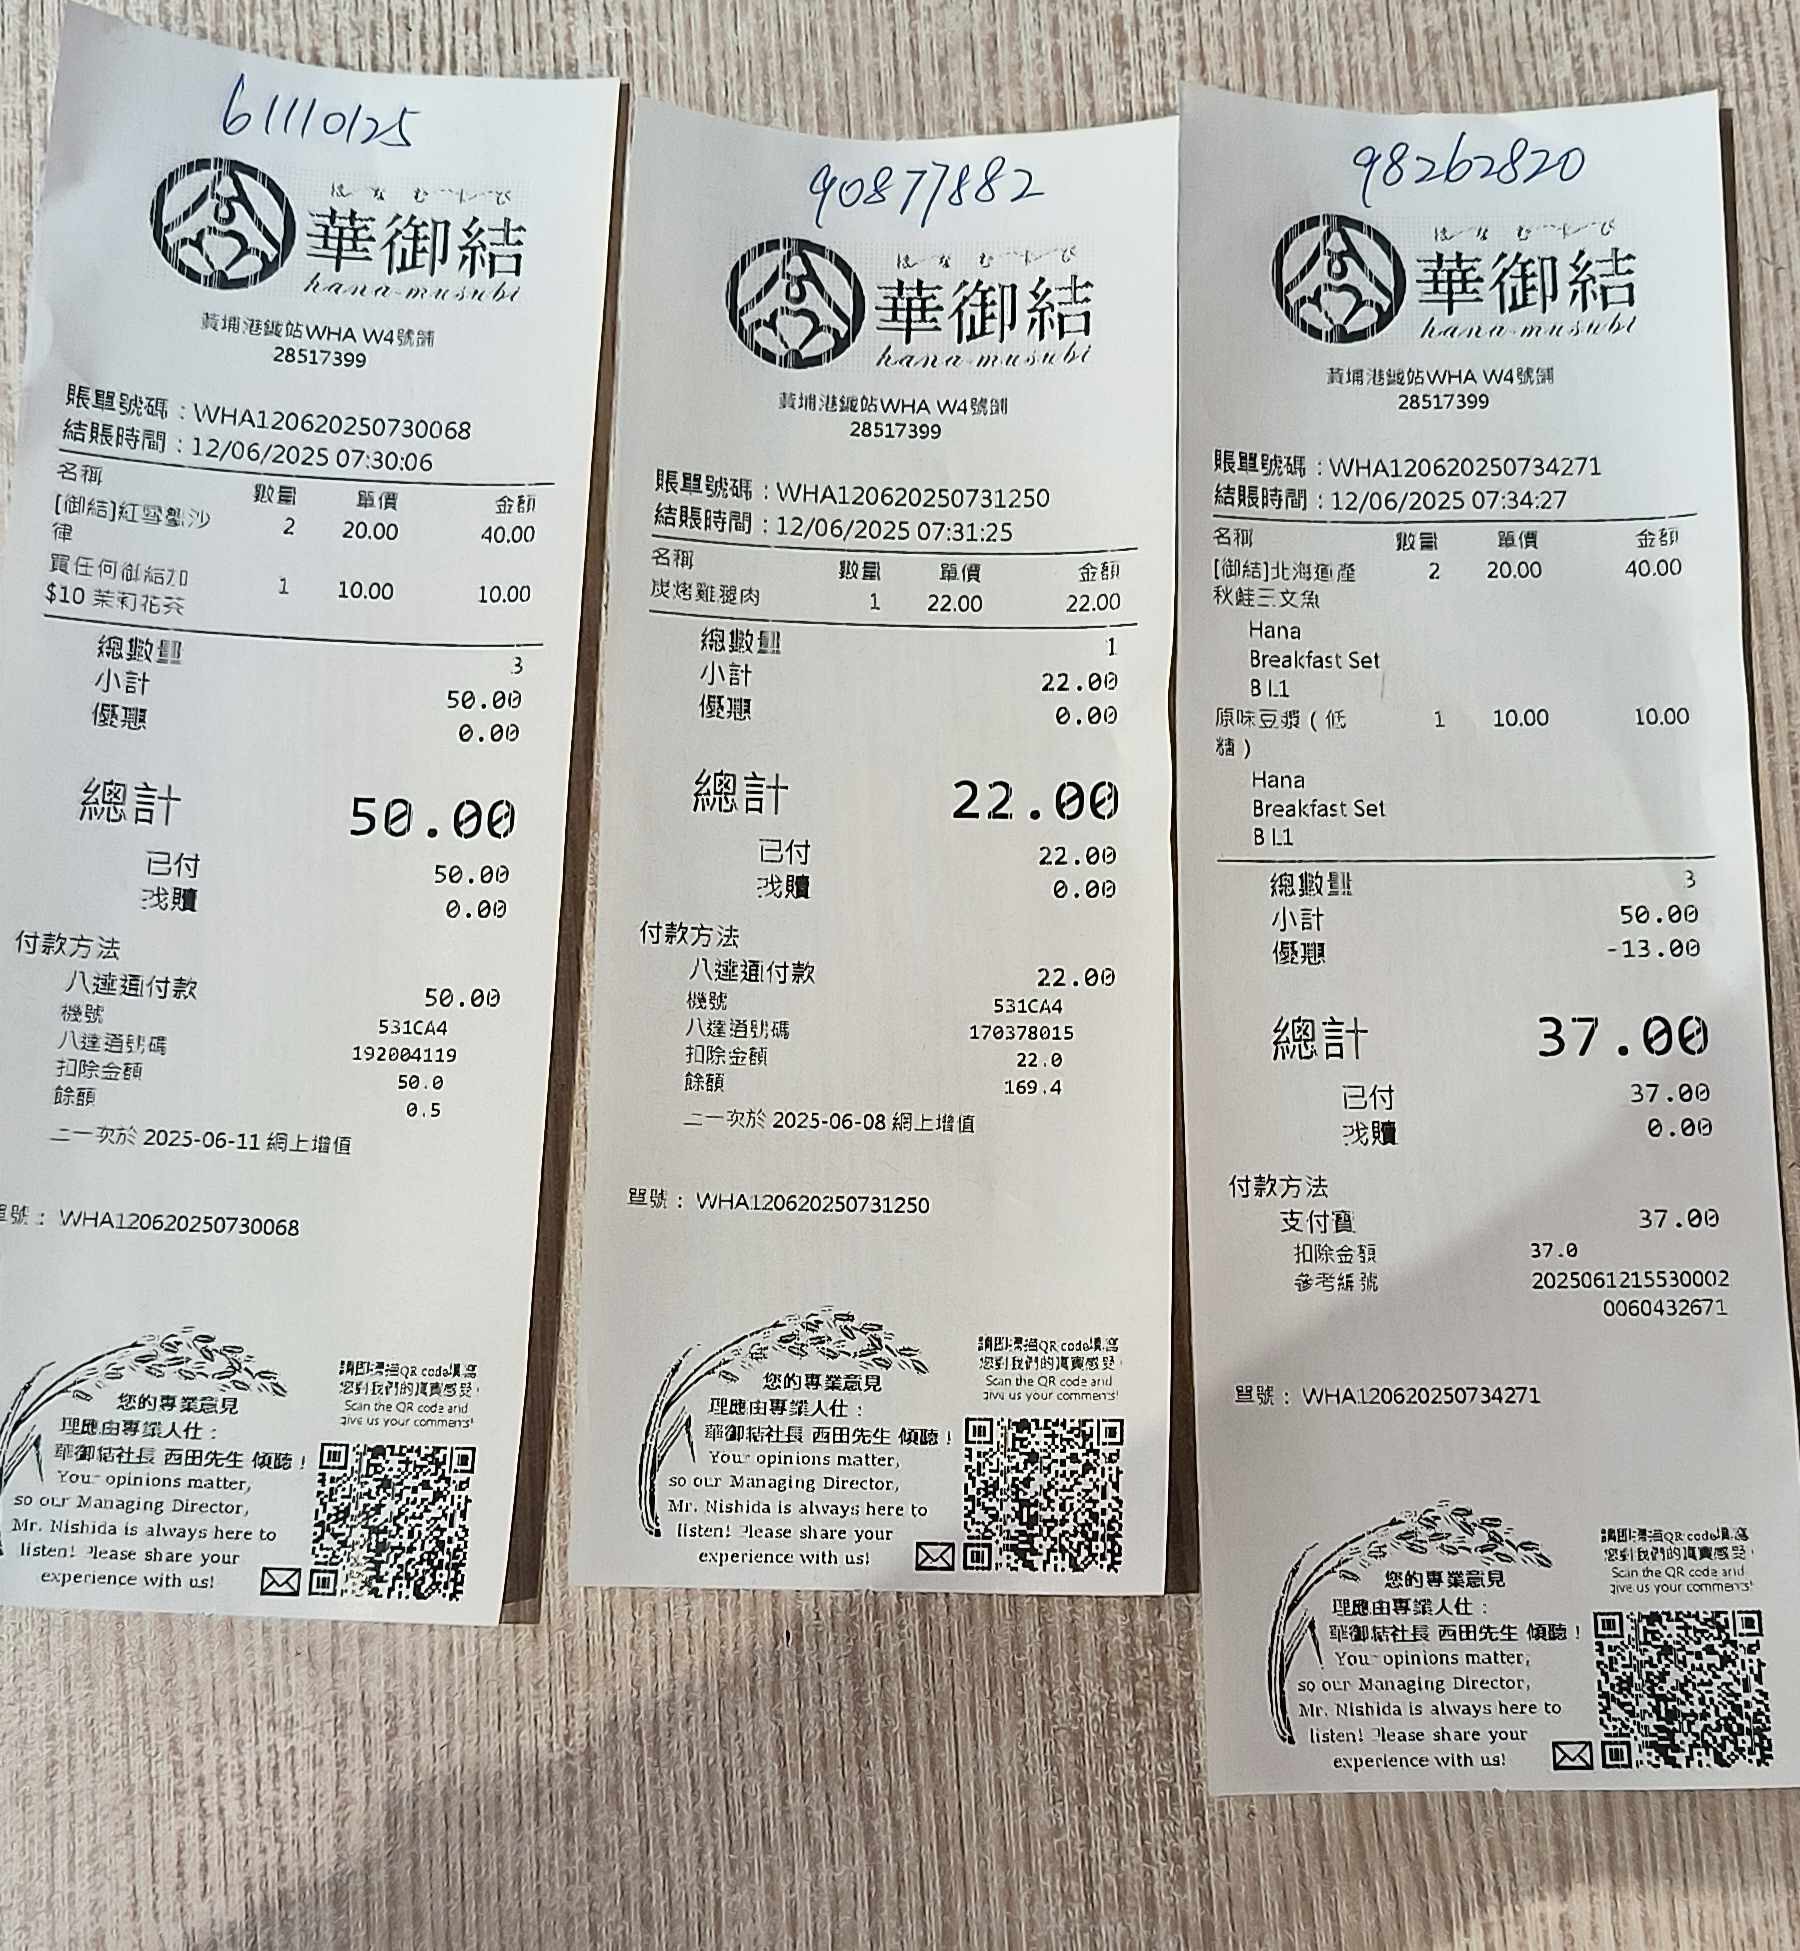 61110125
はなむすび
華御結
hana-musubi
黃埔港鐵站WHA W4號舖
28517399
賬單號碼：WHA120620250730068
結賬時間：12/06/2025 07:30:06
名稱 數量 單價 金額
[御結]紅雪蟹沙 2 20.00 40.00
律
買任何御結加 1 10.00 10.00
$10 茉莉花茶
總數量 3
小計 50.00
優惠 0.00
總計 50.00
已付 50.00
找贖 0.00
付款方法
八達通付款 50.00
機號 531CA4
八達通號碼 192004119
扣除金額 50.0
餘額 0.5
上一次於 2025-06-11 網上增值
單號： WHA120620250730068
您的專業意見
理應由專業人仕：
華御結社長 西田先生 傾聽！
Your opinions matter,
so our Managing Director,
Mr. Nishida is always here to
listen! Please share your
experience with us!
請即掃描QR code填寫
您對我們的真實感受！
Scan the QR code and
give us your comments!
90877882
はなむすび
華御結
hana-musubi
黃埔港鐵站WHA W4號舖
28517399
賬單號碼：WHA120620250731250
結賬時間：12/06/2025 07:31:25
名稱 數量 單價 金額
炭烤雞腿肉 1 22.00 22.00
總數量 1
小計 22.00
優惠 0.00
總計 22.00
已付 22.00
找贖 0.00
付款方法
八達通付款 22.00
機號 531CA4
八達通號碼 170378015
扣除金額 22.0
餘額 169.4
上一次於 2025-06-08 網上增值
單號： WHA120620250731250
您的專業意見
理應由專業人仕：
華御結社長 西田先生 傾聽！
Your opinions matter,
so our Managing Director,
Mr. Nishida is always here to
listen! Please share your
experience with us!
請即掃描QR code填寫
您對我們的真實感受！
Scan the QR code and
give us your comments!
98262820
はなむすび
華御結
hana-musubi
黃埔港鐵站WHA W4號舖
28517399
賬單號碼：WHA120620250734271
結賬時間：12/06/2025 07:34:27
名稱 數量 單價 金額
[御結]北海道產 2 20.00 40.00
秋鮭三文魚
Hana
Breakfast Set
B L1
原味豆漿（低 1 10.00 10.00
糖）
Hana
Breakfast Set
B L1
總數量 3
小計 50.00
優惠 -13.00
總計 37.00
已付 37.00
找贖 0.00
付款方法
支付寶 37.00
扣除金額 37.0
參考編號 2025061215530002
0060432671
單號： WHA120620250734271
您的專業意見
理應由專業人仕：
華御結社長 西田先生 傾聽！
Your opinions matter,
so our Managing Director,
Mr. Nishida is always here to
listen! Please share your
experience with us!
請即掃描QR code填寫
您對我們的真實感受！
Scan the QR code and
give us your comments!